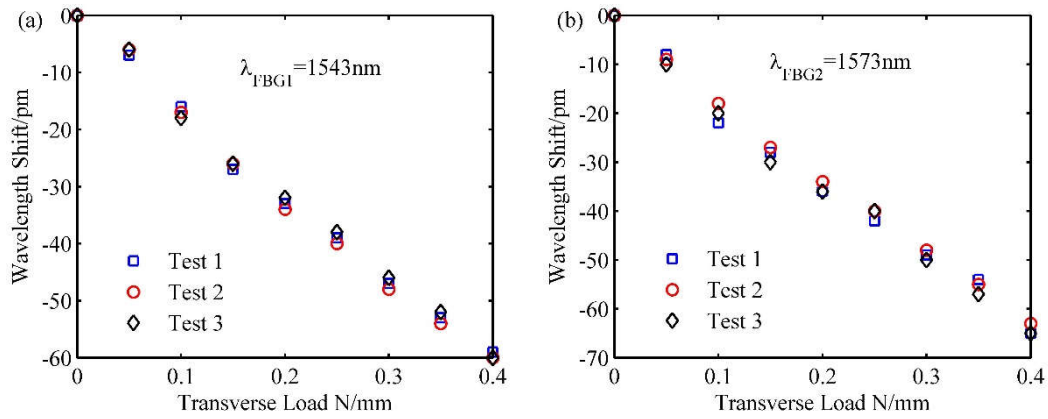 (a)
0
-10
-20
-30
-40
-50
-60
Wavelength Shift/pm
λFBG1=1543nm
Test 1
Test 2
Test 3
0
0.1
0.2
0.3
0.4
Transverse Load N/mm
(b)
0
-10
-20
-30
-40
-50
-60
-70
Wavelength Shift/pm
λFBG2=1573nm
Test 1
Test 2
Test 3
0
0.1
0.2
0.3
0.4
Transverse Load N/mm